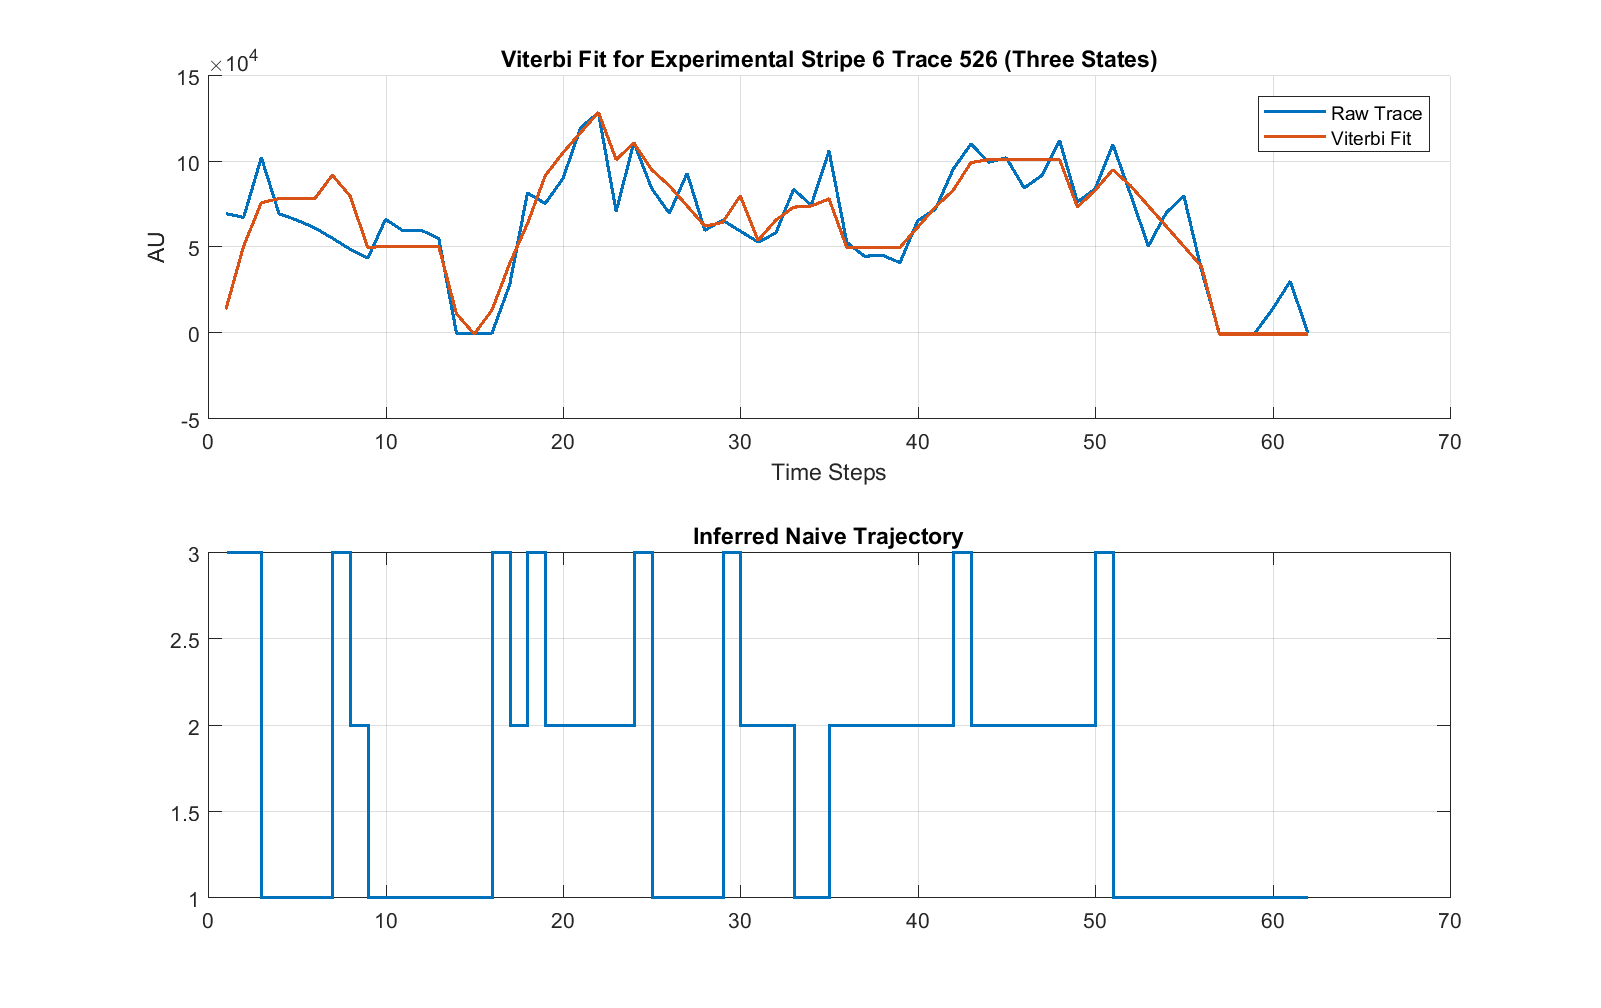 Viterbi Fit for Experimental Stripe 6 Trace 526 (Three States)
×10⁴
15
10
5
0
-5
AU
Raw Trace
Viterbi Fit
0 10 20 30 40 50 60 70
Time Steps
Inferred Naive Trajectory
3
2.5
2
1.5
1
0 10 20 30 40 50 60 70